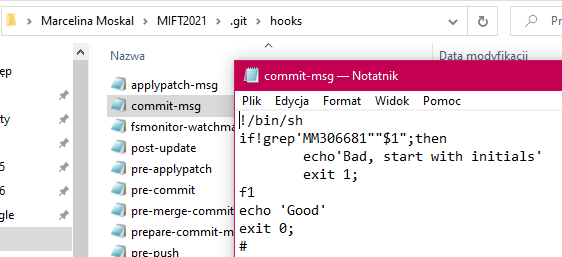 Marcelina Moskal > MIFT2021 > .git > hooks
Nazwa
Data modyfikacji
applypatch-msg
commit-msg
fsmonitor-watchma
post-update
pre-applypatch
pre-commit
pre-merge-commit
prepare-commit-m
pre-push
ęp
ty
5
6
gle
commit-msg — Notatnik
Plik Edycja Format Widok Pomoc
!/bin/sh
if!grep'MM306681""$1";then
echo'Bad, start with initials'
exit 1;
f1
echo 'Good'
exit 0;
#